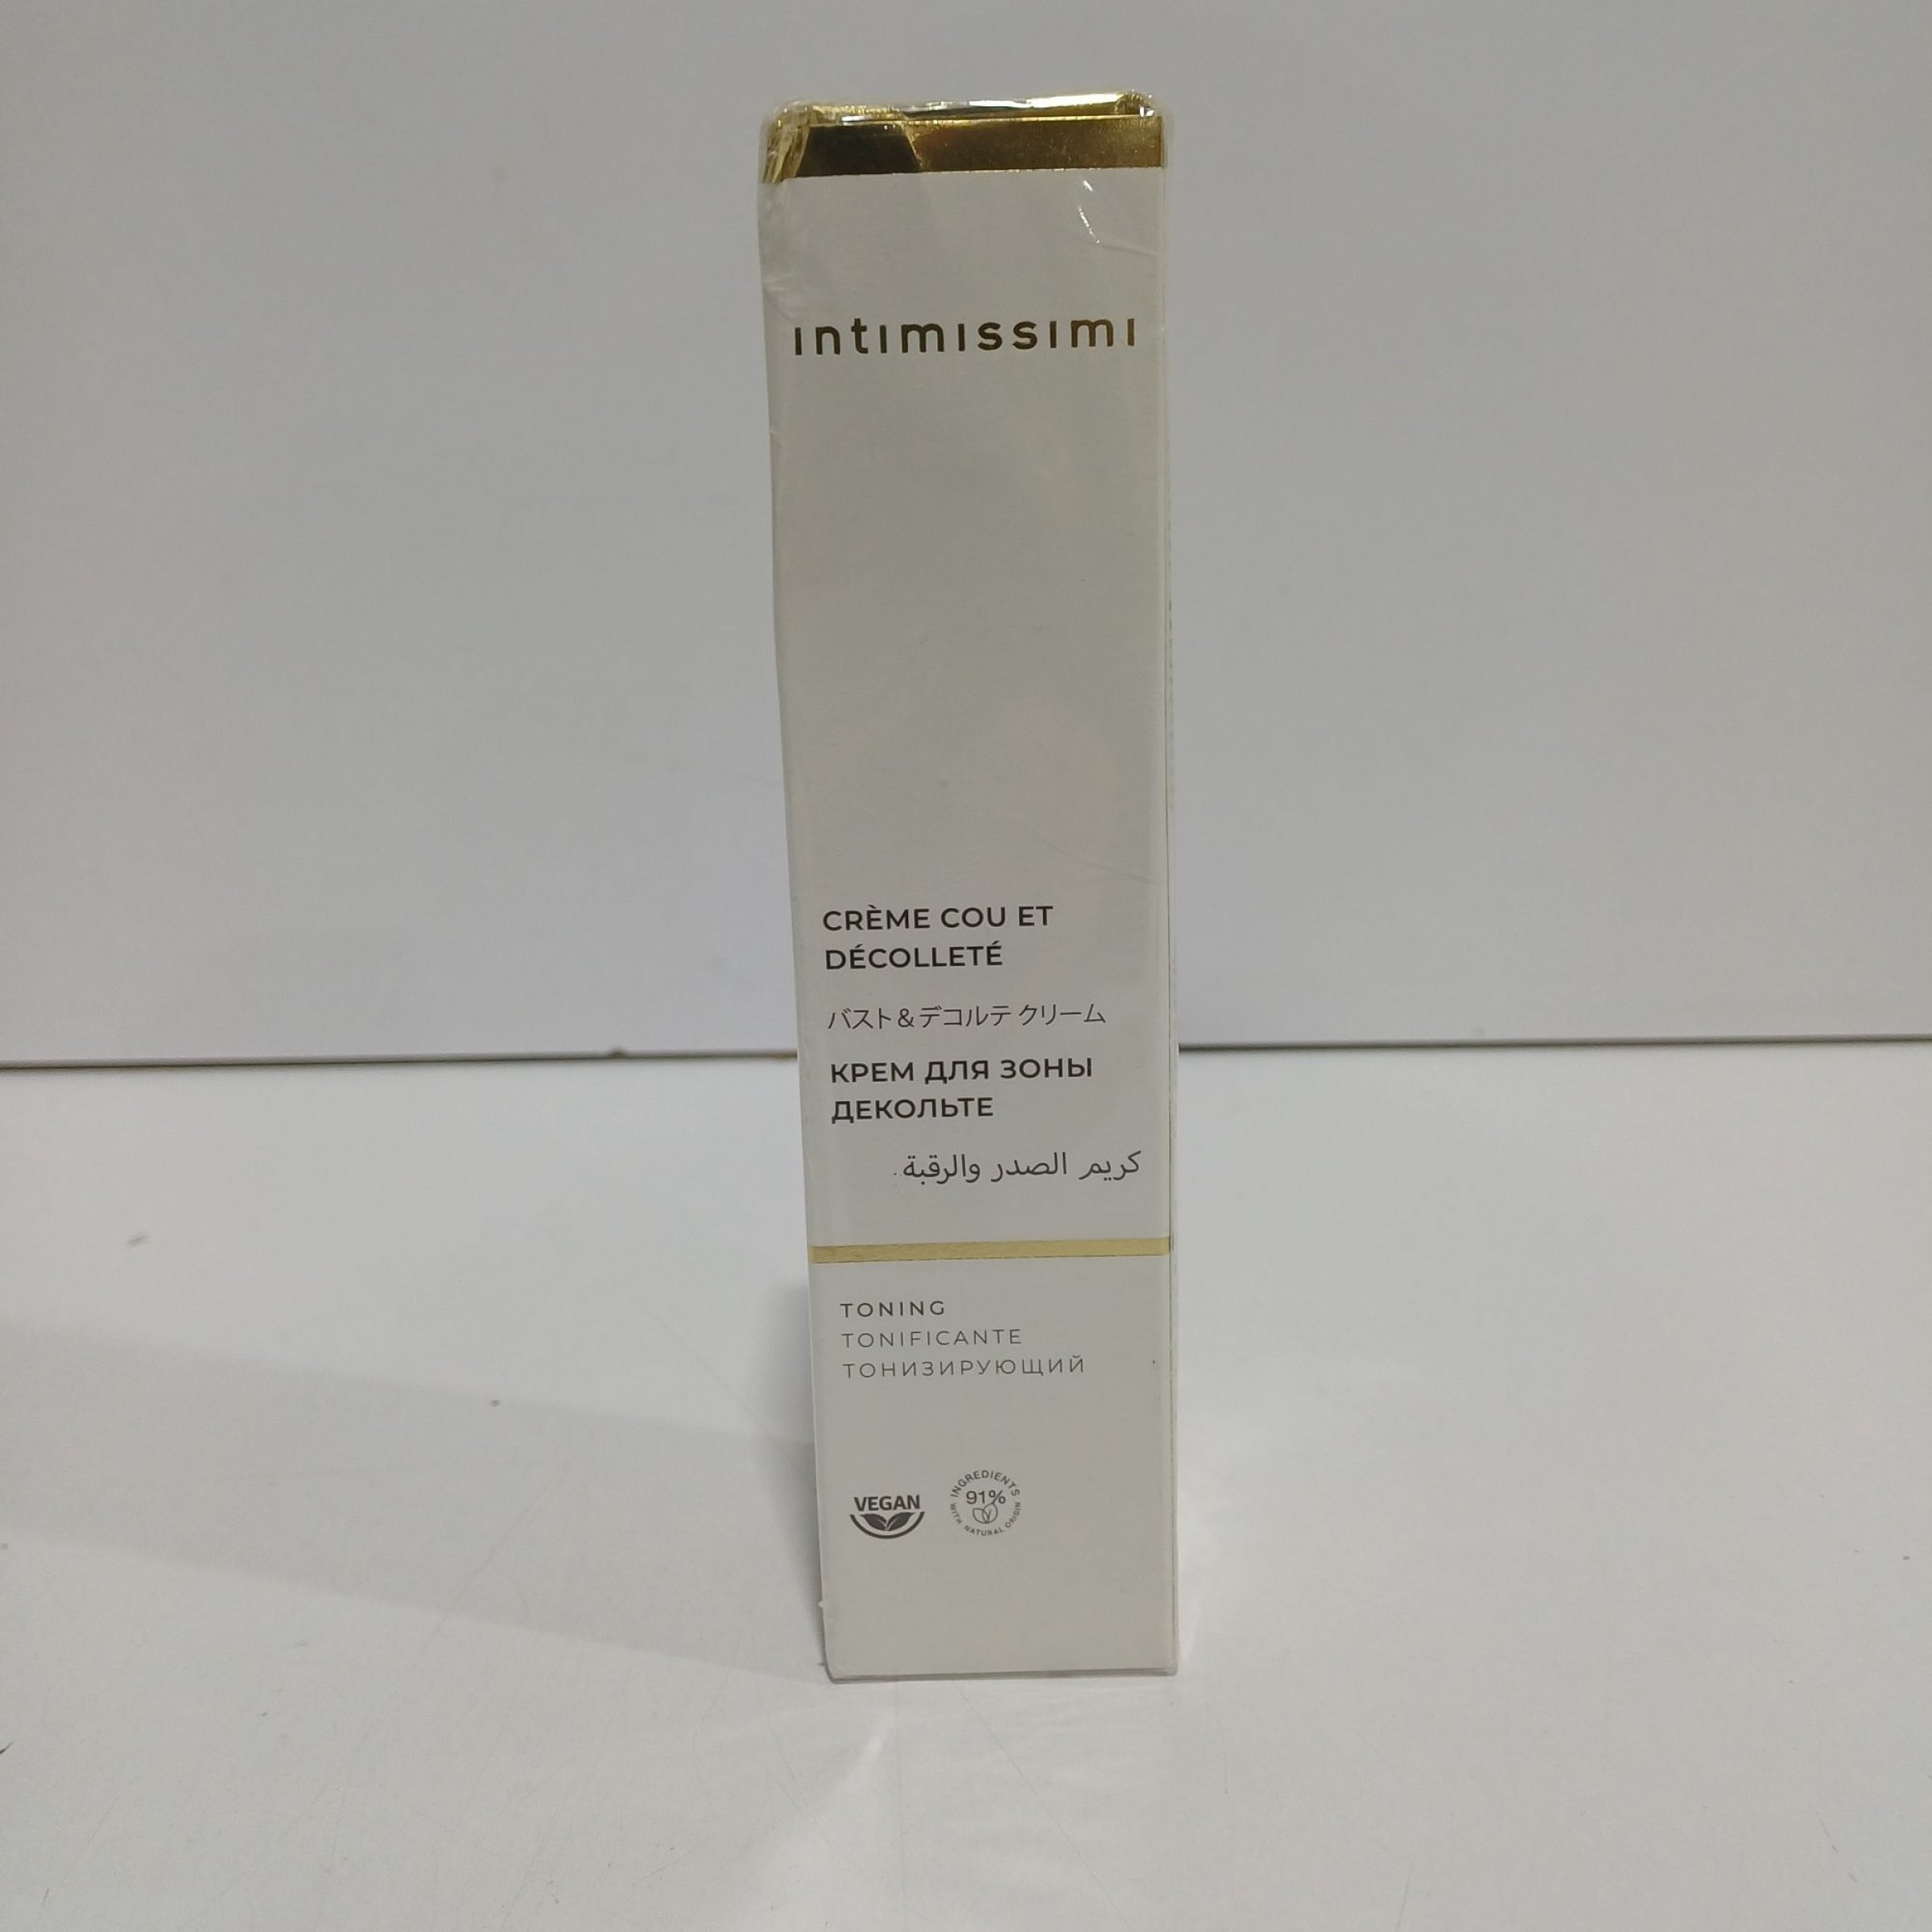 intimissimi
CRÈME COU ET
DÉCOLLETÉ
バスト&デコルテ クリーム
КРЕМ ДЛЯ ЗОНЫ
ДЕКОЛЬТЕ
كريم الصدر والرقبة.
TONING
TONIFICANTE
ТОНИЗИРУЮЩИЙ
VEGAN
INGREDIENTS
91%
WITH NATURAL ORIGIN